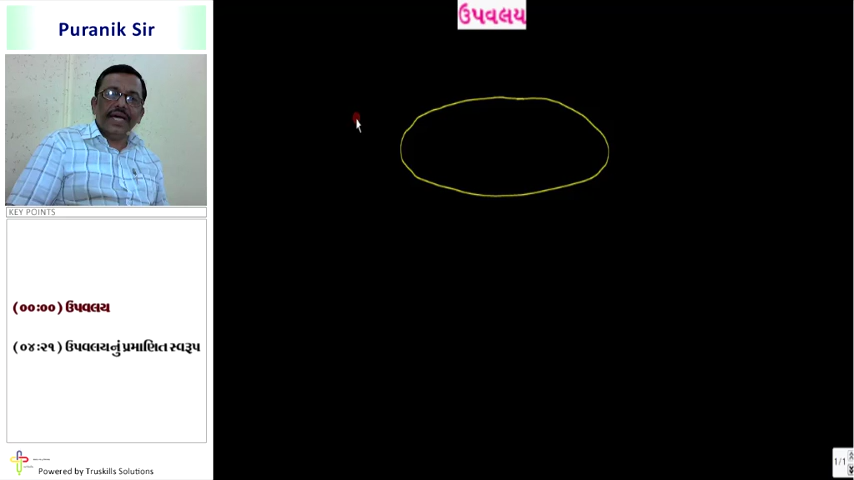 Puranik Sir
ઉપવલય
KEY POINTS
(૦૦:૦૦) ઉપવલય
(૦૪:૨૧) ઉપવલયનું પ્રમાણિત સ્વરૂપ
Powered by Truskills Solutions
1/1